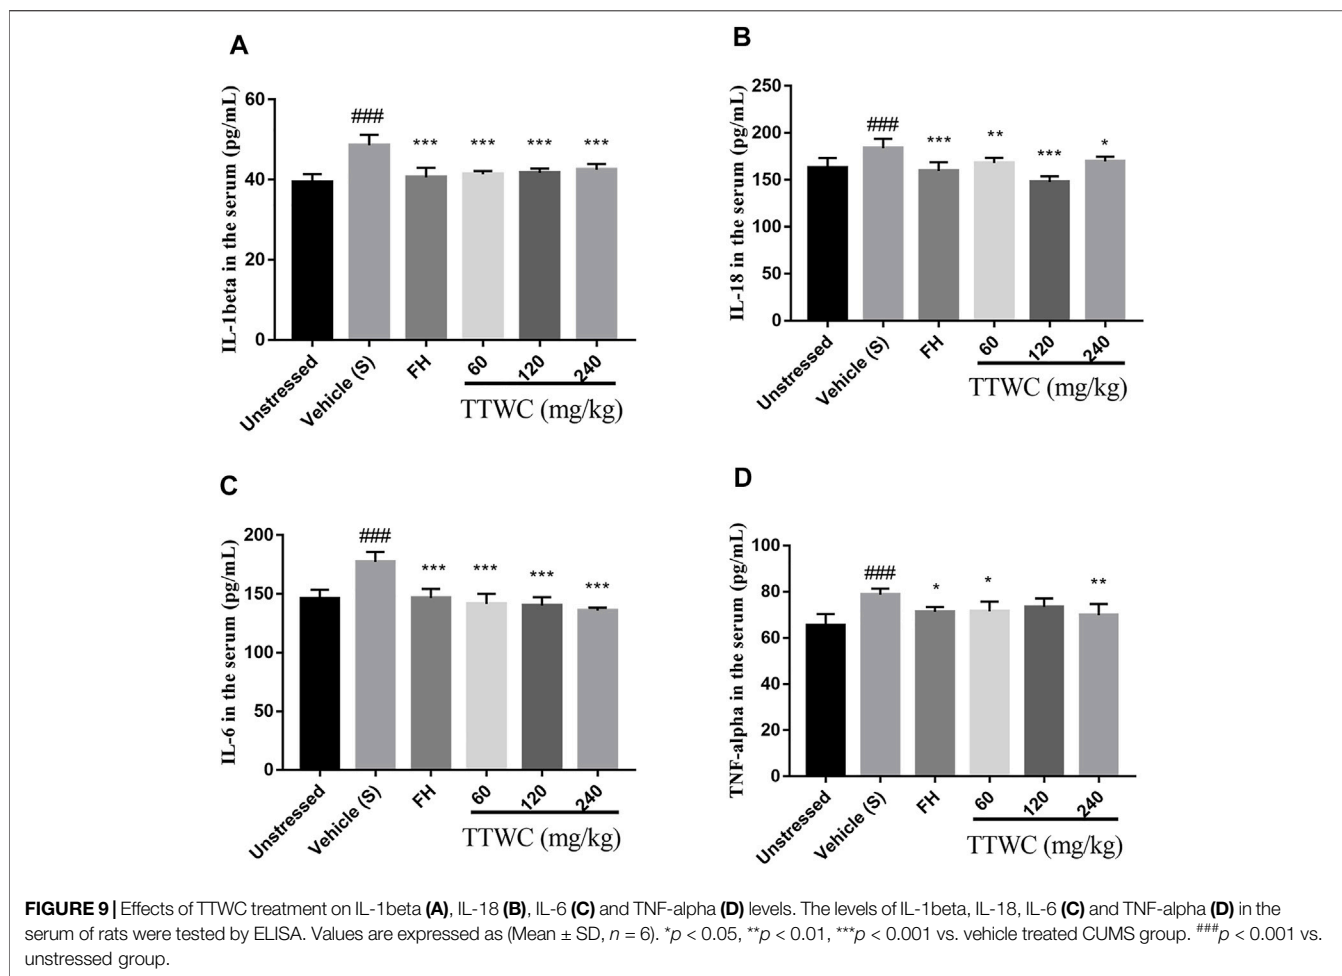 A
IL-1beta in the serum (pg/mL)
60
40
20
0
###
***
***
***
***
Unstressed
Vehicle (S)
FH
60
120
240
TTWC (mg/kg)
B
IL-18 in the serum (pg/mL)
250
200
150
100
50
0
###
***
**
***
*
Unstressed
Vehicle (S)
FH
60
120
240
TTWC (mg/kg)
C
IL-6 in the serum (pg/mL)
200
150
100
50
0
###
***
***
***
***
Unstressed
Vehicle (S)
FH
60
120
240
TTWC (mg/kg)
D
TNF-alpha in the serum (pg/mL)
100
80
60
40
20
0
###
*
*
**
Unstressed
Vehicle (S)
FH
60
120
240
TTWC (mg/kg)
FIGURE 9 | Effects of TTWC treatment on IL-1beta (A), IL-18 (B), IL-6 (C) and TNF-alpha (D) levels. The levels of IL-1beta, IL-18, IL-6 (C) and TNF-alpha (D) in the
serum of rats were tested by ELISA. Values are expressed as (Mean ± SD, n = 6). *p < 0.05, **p < 0.01, ***p < 0.001 vs. vehicle treated CUMS group. ###p < 0.001 vs.
unstressed group.